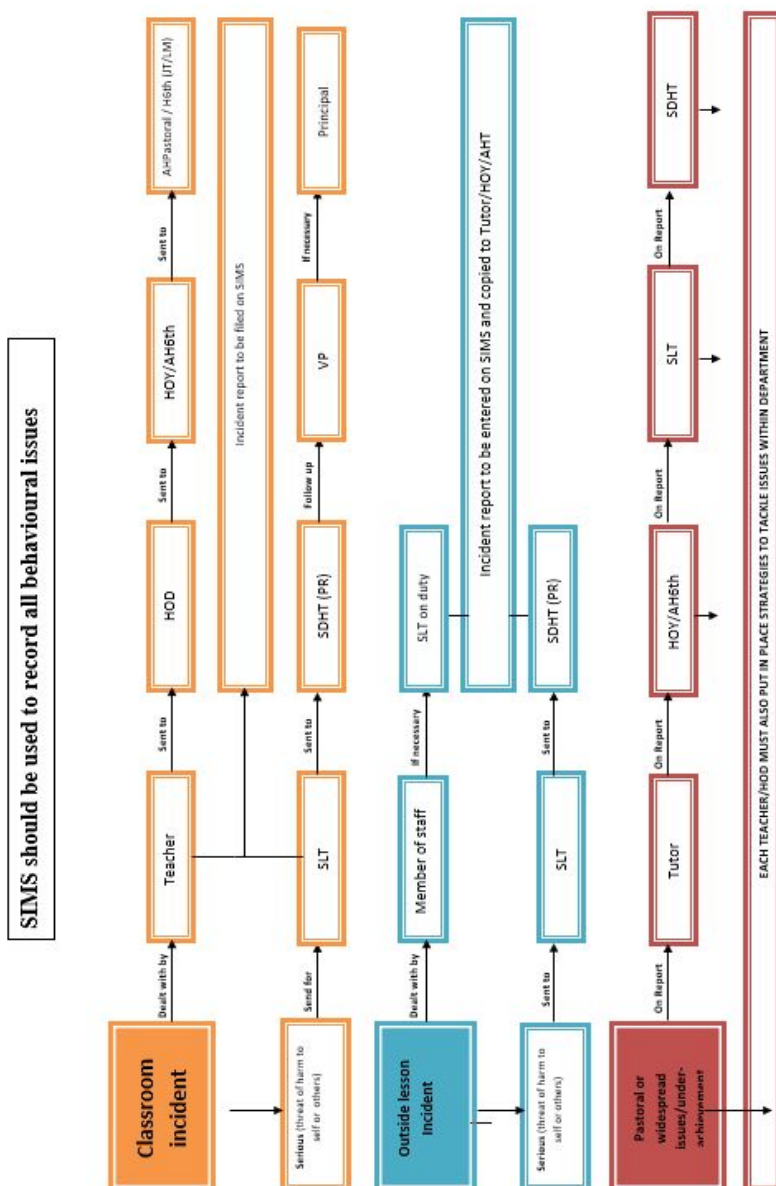 SIMS should be used to record all behavioural issues
Classroom
incident
Dealt with by
Teacher
Sent to
HOD
Sent to
HOY/AH6th
Sent to
AHPastoral / H6th (JT/LM)
Incident report to be filed on SIMS
Serious (threat of harm to
self or others)
Send for
SLT
Sent to
SDHT (PR)
Follow up
VP
If necessary
Principal
Outside lesson
Incident
Dealt with by
Member of staff
If necessary
SLT on duty
Incident report to be entered on SIMS and copied to Tutor/HOY/AHT
Serious (threat of harm to
self or others)
Sent to
SLT
Sent to
SDHT (PR)
Pastoral or
widespread
issues/under-
achievement
On Report
Tutor
On Report
HOY/AH6th
On Report
SLT
On Report
SDHT
EACH TEACHER/HOD MUST ALSO PUT IN PLACE STRATEGIES TO TACKLE ISSUES WITHIN DEPARTMENT